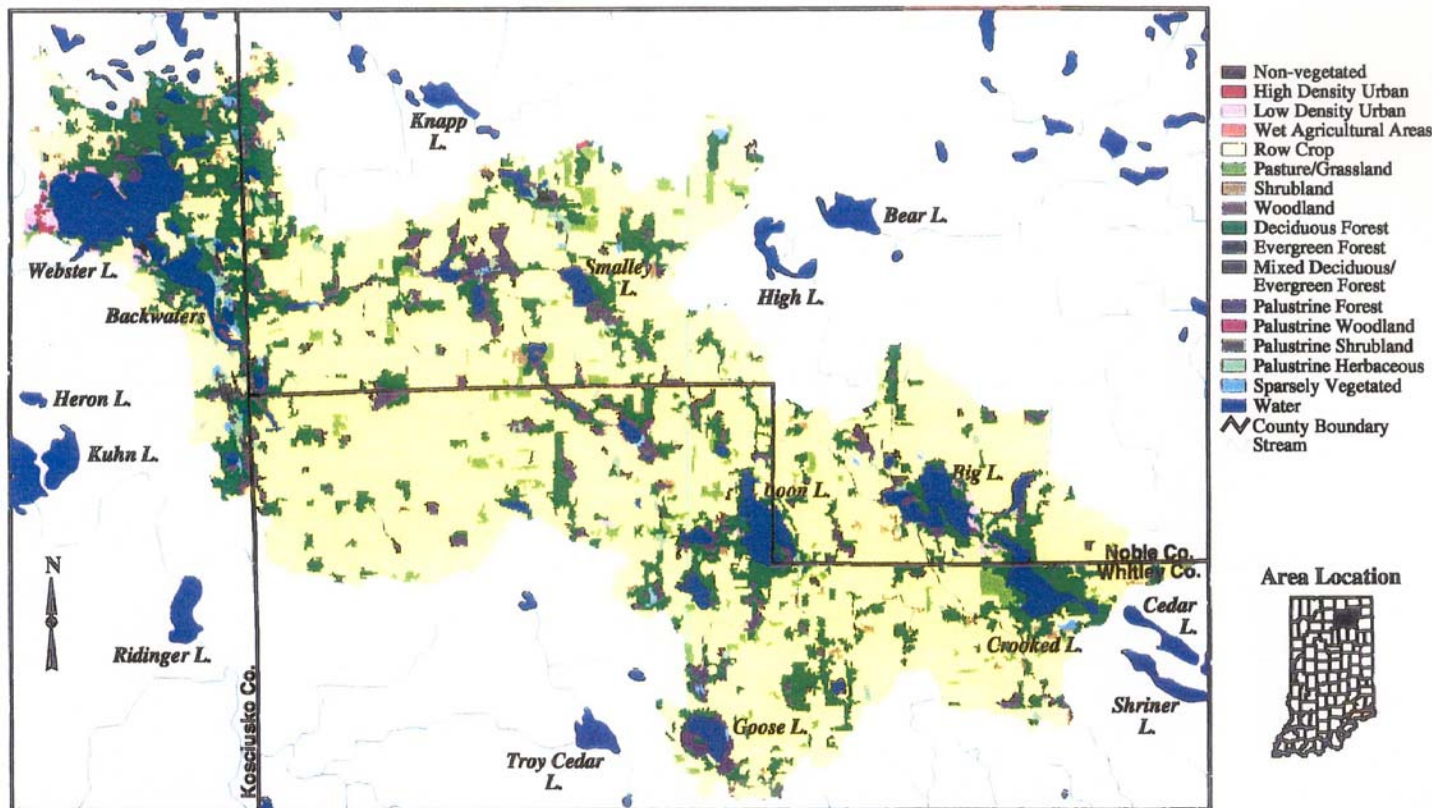 Knapp
L.
Bear L.
High L.
Smalley
L.
Webster L.
Backwaters
Heron L.
Kuhn L.
Big L.
Loon L.
Noble Co.
Whitley Co.
Cedar
L.
Crooked L.
Shriner
L.
N
Ridinger L.
Kosciusko Co.
Troy Cedar
L.
Goose L.
Non-vegetated
High Density Urban
Low Density Urban
Wet Agricultural Areas
Row Crop
Pasture/Grassland
Shrubland
Woodland
Deciduous Forest
Evergreen Forest
Mixed Deciduous/
Evergreen Forest
Palustrine Forest
Palustrine Woodland
Palustrine Shrubland
Palustrine Herbaceous
Sparsely Vegetated
Water
County Boundary
Stream
Area Location